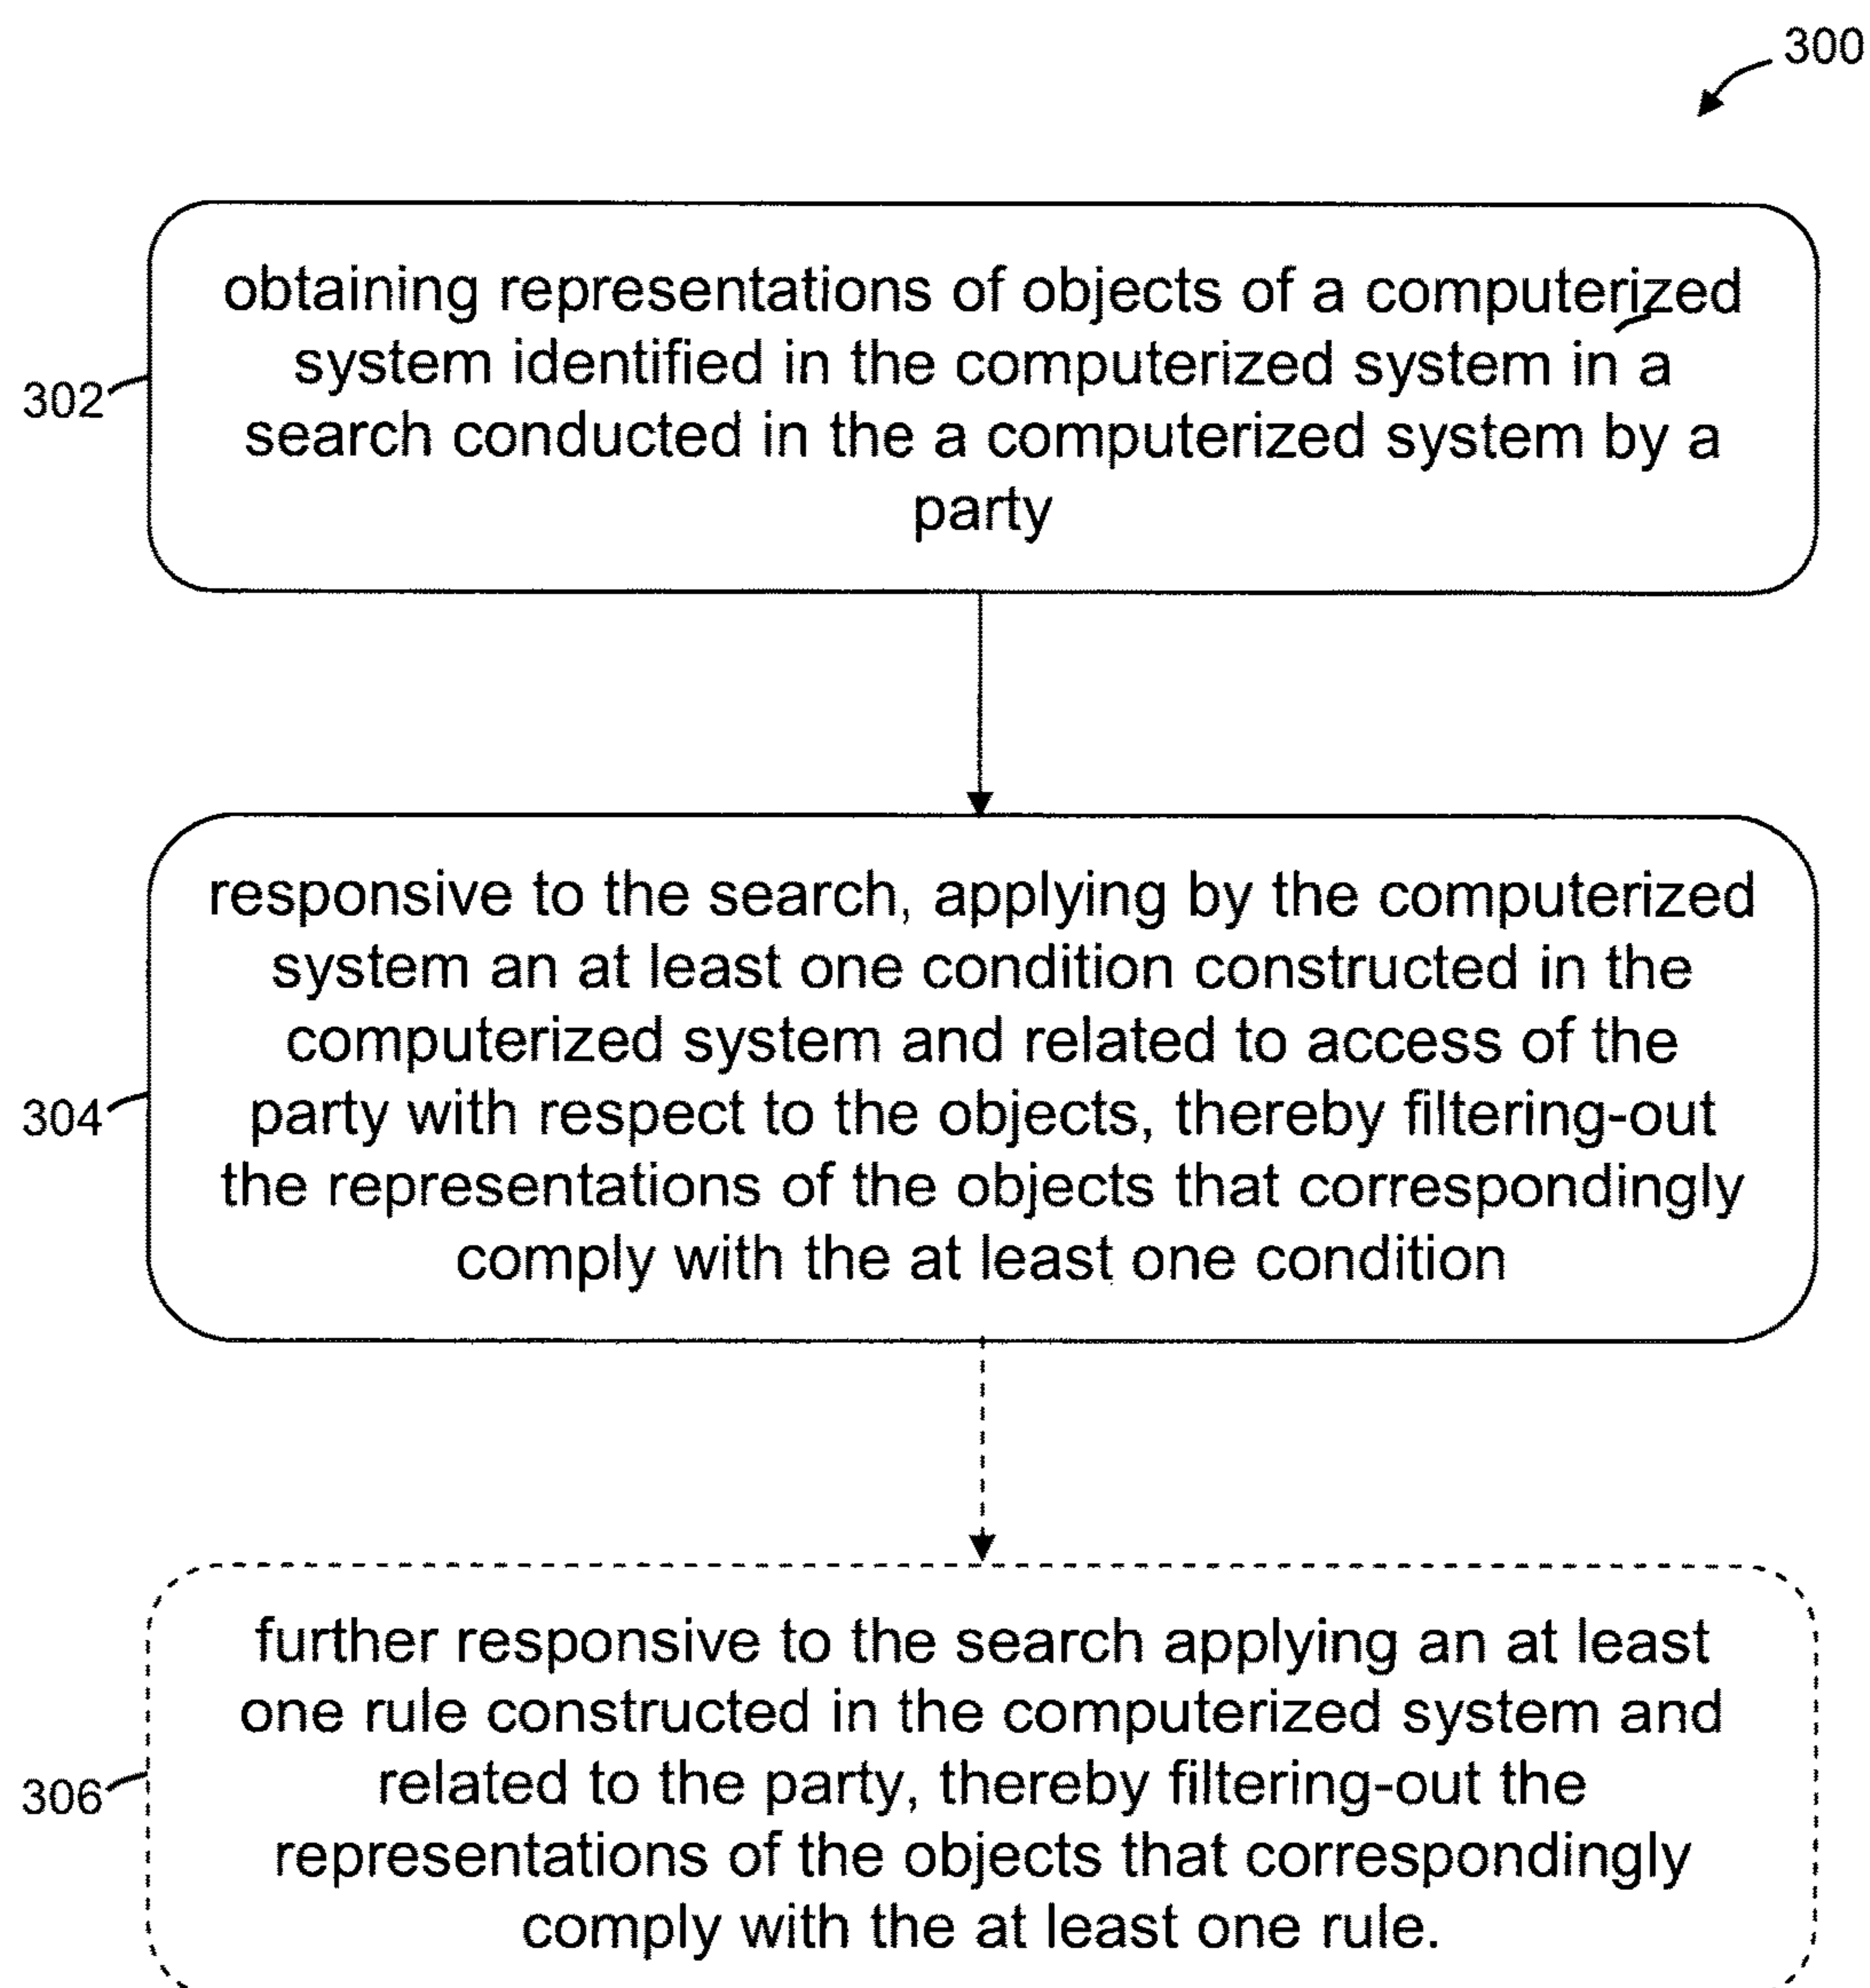 300
obtaining representations of objects of a computerized
system identified in the computerized system in a
302
search conducted in the a computerized system by a
party
responsive to the search, applying by the computerized
system an at least one condition constructed in the
computerized system and related to access of the
304
party with respect to the objects, thereby filtering-out
the representations of the objects that correspondingly
comply with the at least one condition
further responsive to the search applying an at least
one rule constructed in the computerized system and
306
related to the party, thereby filtering-out the
representations of the objects that correspondingly
comply with the at least one rule.